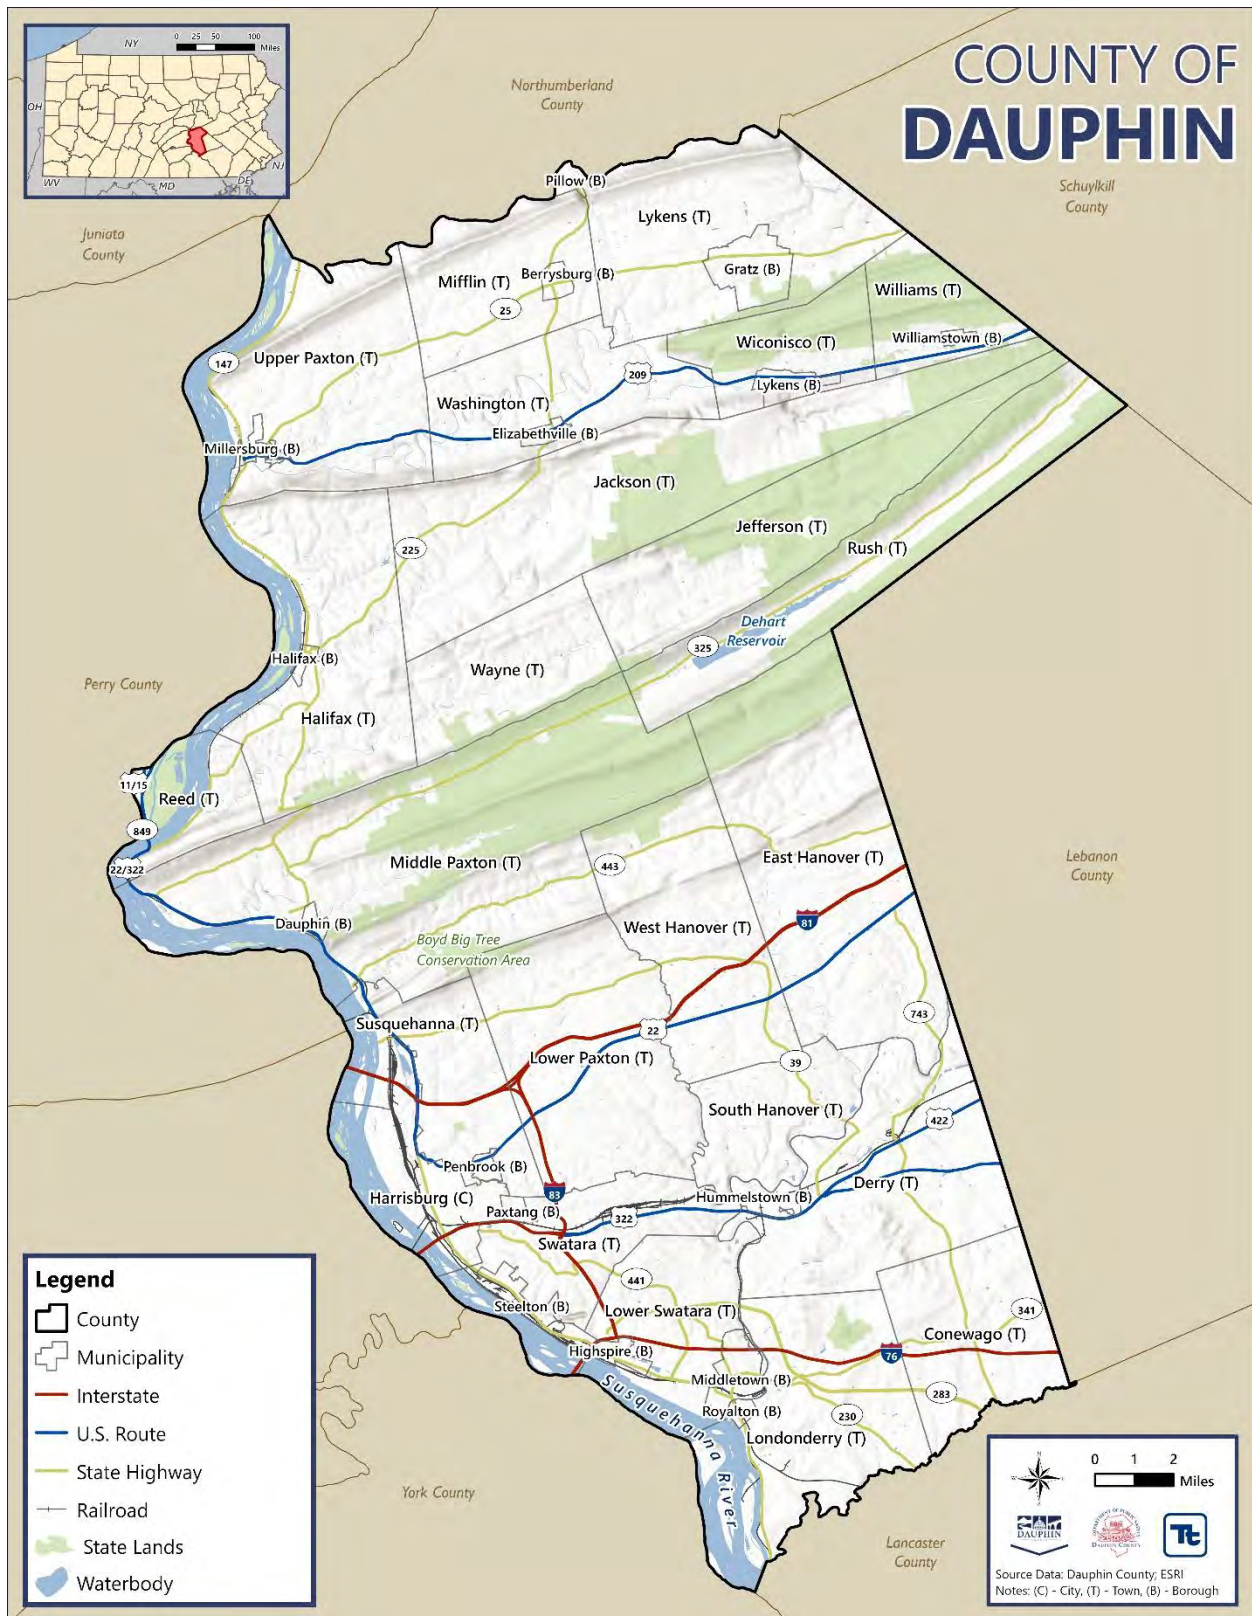 COUNTY OF
DAUPHIN
NY
0 25 50 100
Miles
OH
NJ
WV
MD
DE
Northumberland
County
Schuylkill
County
Juniata
County
Pillow (B)
Lykens (T)
Mifflin (T)
Berrysburg (B)
Gratz (B)
Williams (T)
25
147
Upper Paxton (T)
Wiconisco (T)
Williamstown (B)
209
Lykens (B)
Washington (T)
Elizabethville (B)
Millersburg (B)
Jackson (T)
Jefferson (T)
Rush (T)
225
Dehart
Reservoir
325
Halifax (B)
Wayne (T)
Perry County
Halifax (T)
11/15
Reed (T)
849
22/322
Middle Paxton (T)
443
East Hanover (T)
Lebanon
County
Dauphin (B)
West Hanover (T)
81
Boyd Big Tree
Conservation Area
743
Susquehanna (T)
22
Lower Paxton (T)
39
South Hanover (T)
422
Penbrook (B)
Derry (T)
Harrisburg (C)
83
Hummelstown (B)
Paxtang (B)
322
Swatara (T)
441
Steelton (B)
Lower Swatara (T)
341
Conewago (T)
Highspire (B)
76
Middletown (B)
283
Royalton (B)
230
Londonderry (T)
Susquehanna River
York County
Lancaster
County
Legend
County
Municipality
Interstate
U.S. Route
State Highway
Railroad
State Lands
Waterbody
N
0 1 2
Miles
DAUPHIN
DAUPHIN COUNTY
Tt
Source Data: Dauphin County; ESRI
Notes: (C) - City, (T) - Town, (B) - Borough